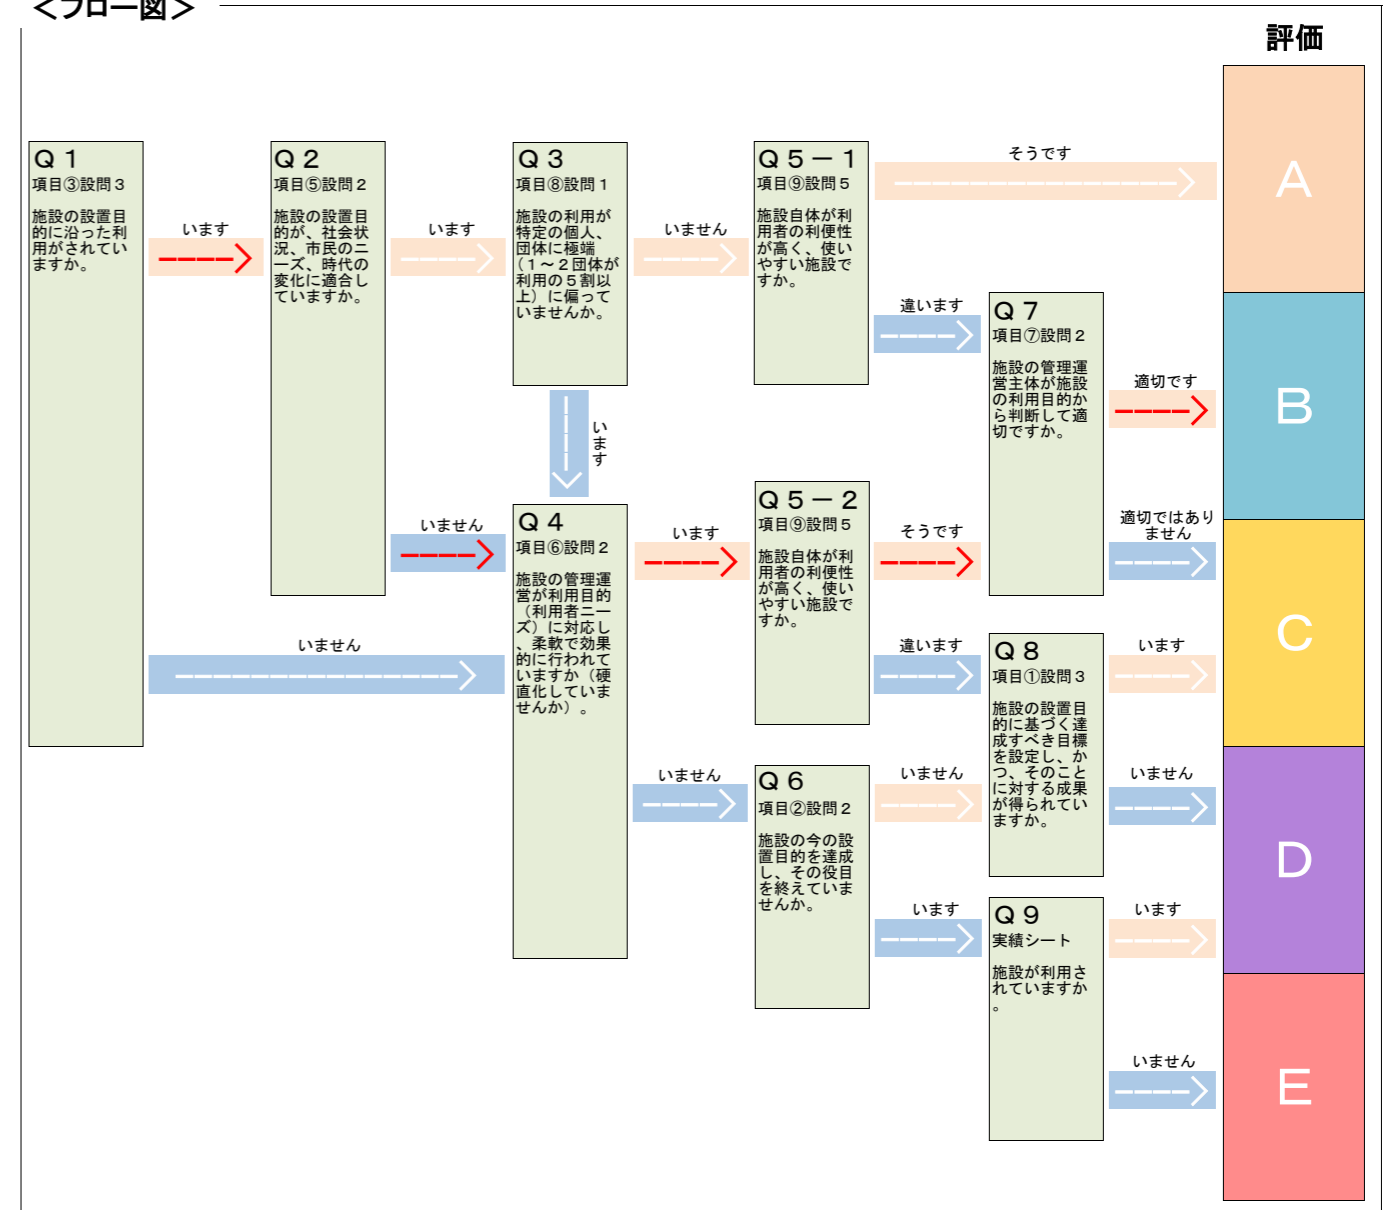 ＜フロー図＞
評価
Ｑ１
項目③設問３
施設の設置目
的に沿った利
用がされてい
ますか。
います
いません
Ｑ２
項目⑤設問２
施設の設置目
的が、社会状
況、市民のニ
ーズ、時代の
変化に適合し
ていますか。
います
いません
Ｑ３
項目⑧設問１
施設の利用が
特定の個人、
団体に極端
（１～２団体が
利用の５割以
上）に偏って
いませんか。
いません
います
Ｑ４
項目⑥設問２
施設の管理運
営が利用目的
（利用者ニー
ズ）に対応し
、柔軟で効果
的に行われて
いますか（硬
直化していま
せんか）。
います
いません
Ｑ５－１
項目⑨設問５
施設自体が利
用者の利便性
が高く、使い
やすい施設で
すか。
そうです
違います
Ｑ５－２
項目⑨設問５
施設自体が利
用者の利便性
が高く、使い
やすい施設で
すか。
そうです
違います
Ｑ６
項目②設問２
施設の今の設
置目的を達成
し、その役目
を終えていま
せんか。
いません
います
Ｑ７
項目⑦設問２
施設の管理運
営主体が施設
の利用目的か
ら判断して適
切ですか。
適切です
適切ではあり
ません
Ｑ８
項目①設問３
施設の設置目
的に基づく達
成すべき目標
を設定し、か
つ、そのこと
に対する成果
が得られてい
ますか。
います
いません
Ｑ９
実績シート
施設が利用さ
れていますか
。
います
いません
Ａ
Ｂ
Ｃ
Ｄ
Ｅ